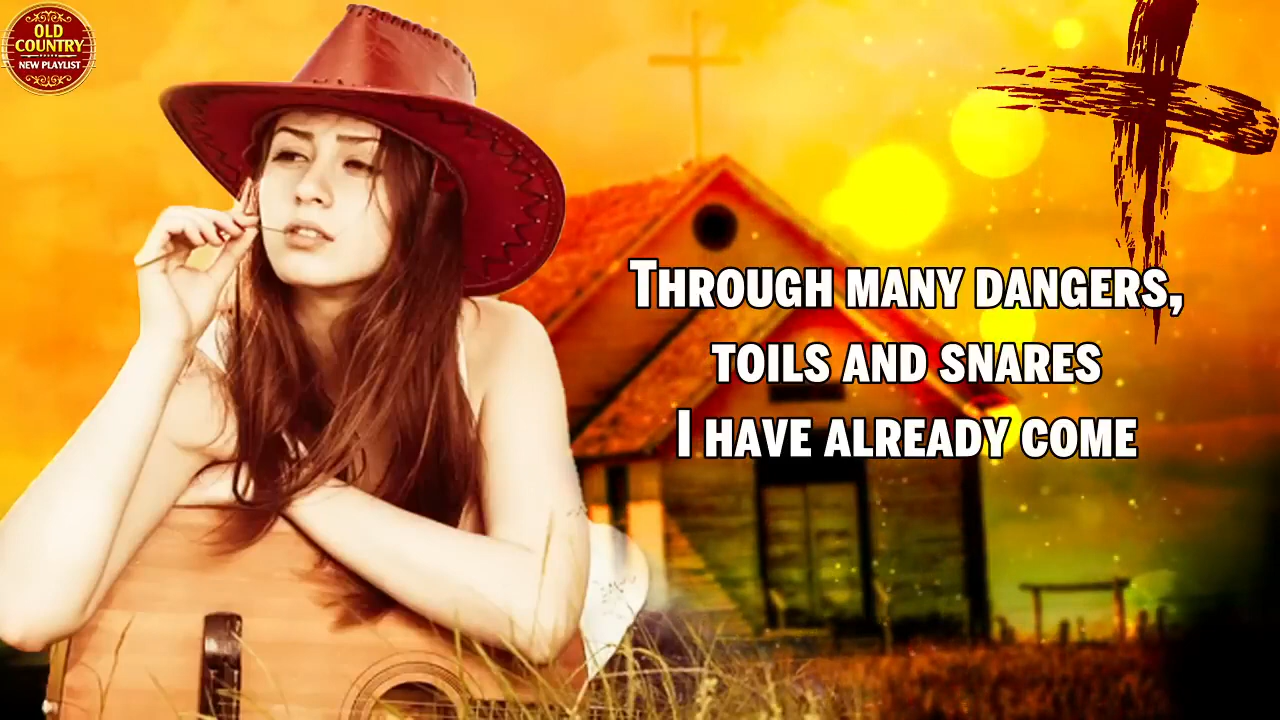 OLD
COUNTRY
NEW PLAYLIST
THROUGH MANY DANGERS,
TOILS AND SNARES
I HAVE ALREADY COME